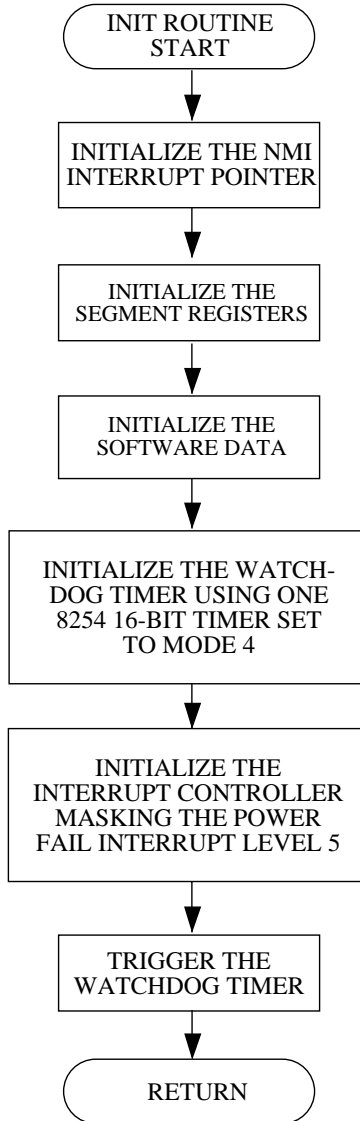 INIT ROUTINE
START
INITIALIZE THE NMI
INTERRUPT POINTER
INITIALIZE THE
SEGMENT REGISTERS
INITIALIZE THE
SOFTWARE DATA
INITIALIZE THE WATCH-
DOG TIMER USING ONE
8254 16-BIT TIMER SET
TO MODE 4
INITIALIZE THE
INTERRUPT CONTROLLER
MASKING THE POWER
FAIL INTERRUPT LEVEL 5
TRIGGER THE
WATCHDOG TIMER
RETURN